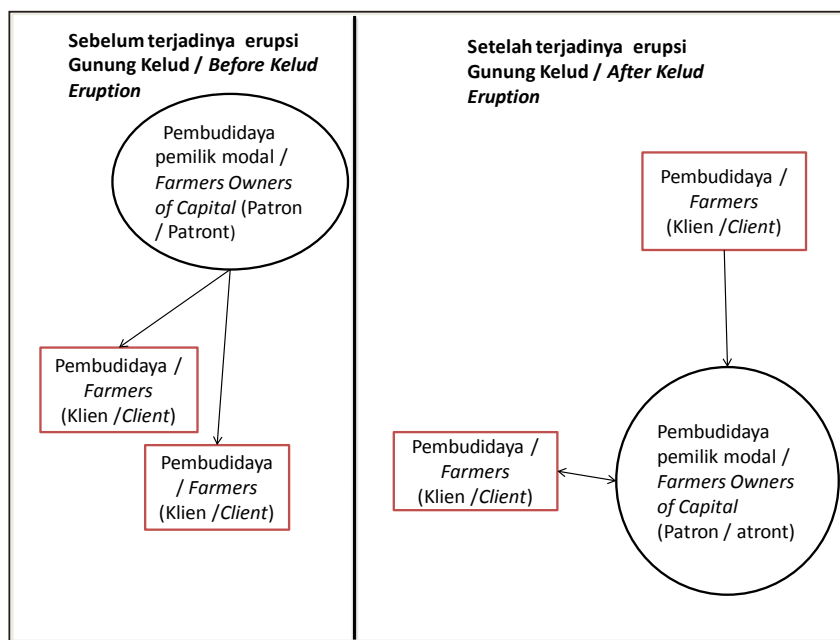 Sebelum terjadinya erupsi
Gunung Kelud / Before Kelud
Eruption
Pembudidaya
pemilik modal /
Farmers Owners
of Capital (Patron
/ Patront)
Pembudidaya /
Farmers
(Klien /Client)
Pembudidaya
/ Farmers
(Klien /Client)
Setelah terjadinya erupsi
Gunung Kelud / After Kelud
Eruption
Pembudidaya /
Farmers
(Klien /Client)
Pembudidaya /
Farmers
(Klien /Client)
Pembudidaya
pemilik modal /
Farmers Owners
of Capital
(Patron / atront)